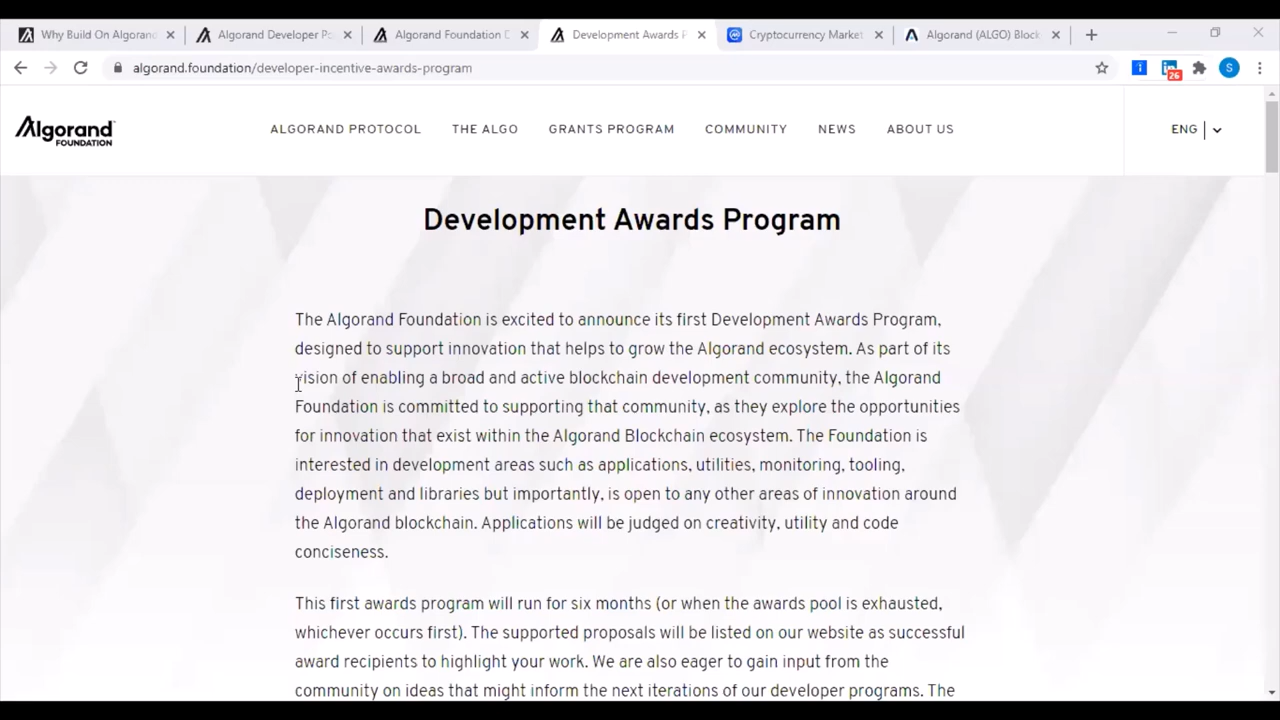 Why Build On Algorand
Algorand Developer Po
Algorand Foundation D
Development Awards P
Cryptocurrency Market
Algorand (ALGO) Block
algorand.foundation/developer-incentive-awards-program
26
S
Algorand
FOUNDATION
ALGORAND PROTOCOL
THE ALGO
GRANTS PROGRAM
COMMUNITY
NEWS
ABOUT US
ENG
Development Awards Program
The Algorand Foundation is excited to announce its first Development Awards Program,
designed to support innovation that helps to grow the Algorand ecosystem. As part of its
vision of enabling a broad and active blockchain development community, the Algorand
Foundation is committed to supporting that community, as they explore the opportunities
for innovation that exist within the Algorand Blockchain ecosystem. The Foundation is
interested in development areas such as applications, utilities, monitoring, tooling,
deployment and libraries but importantly, is open to any other areas of innovation around
the Algorand blockchain. Applications will be judged on creativity, utility and code
conciseness.
This first awards program will run for six months (or when the awards pool is exhausted,
whichever occurs first). The supported proposals will be listed on our website as successful
award recipients to highlight your work. We are also eager to gain input from the
community on ideas that might inform the next iterations of our developer programs. The